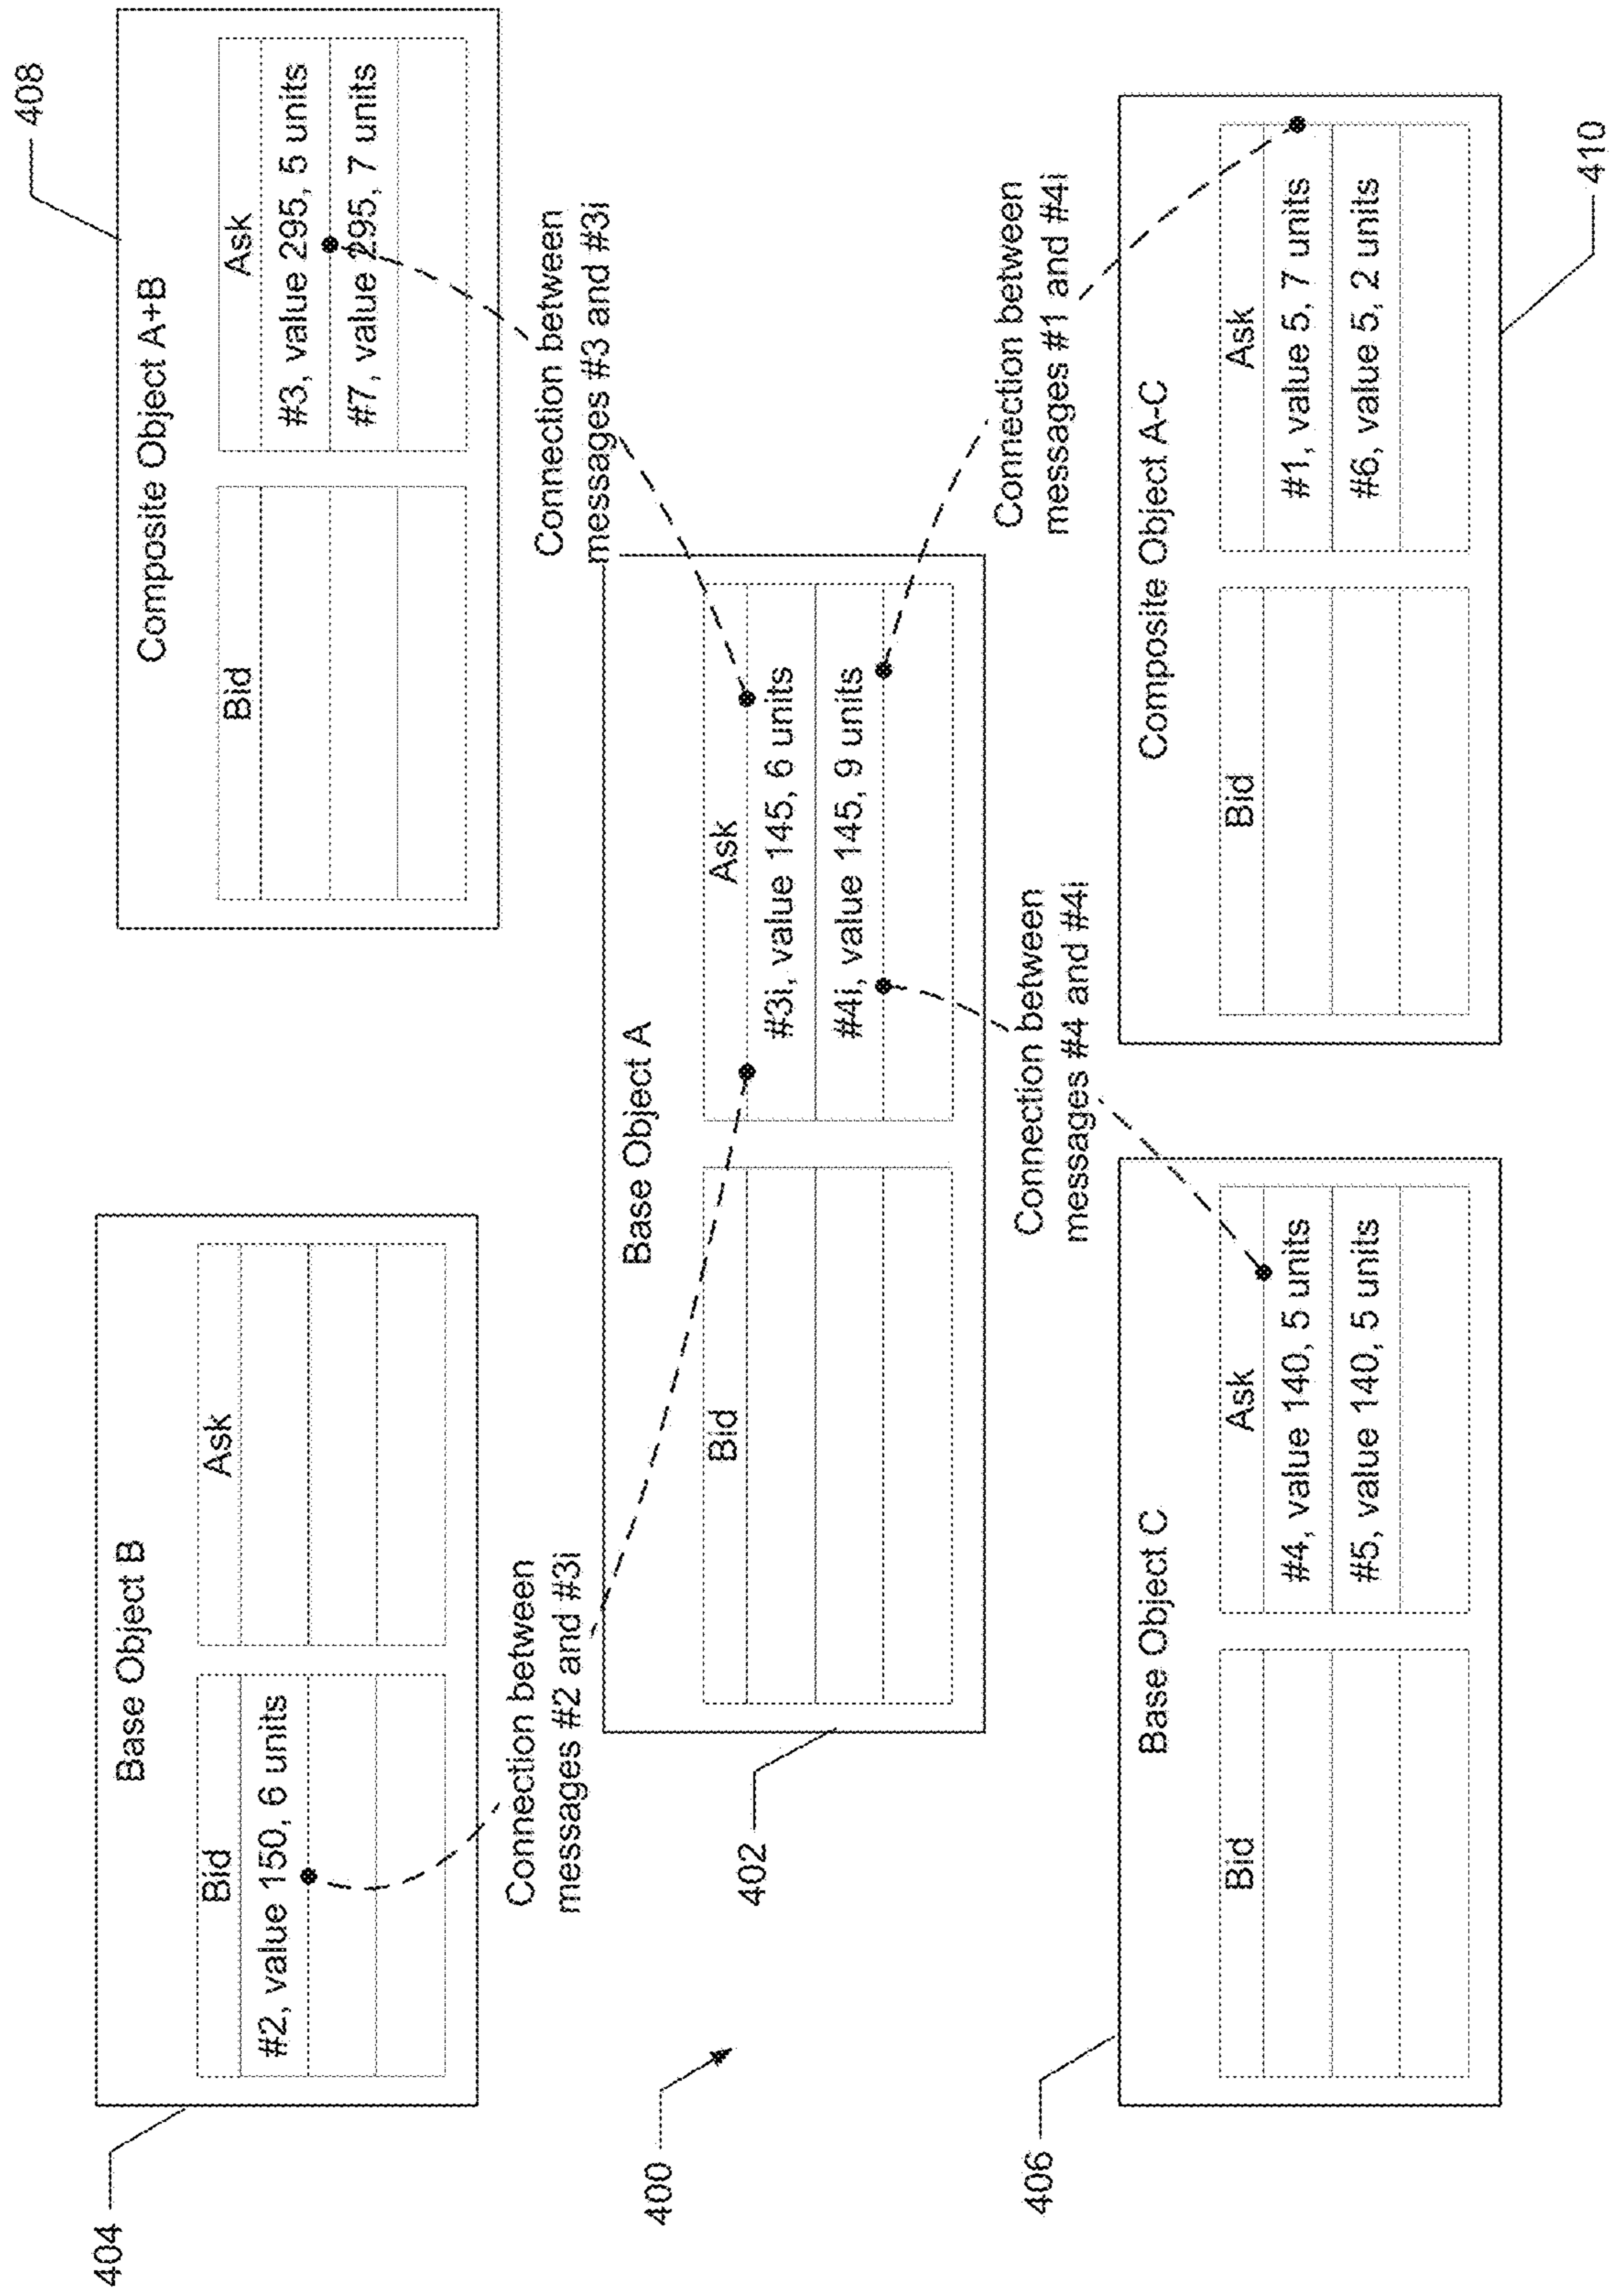 404
Base Object B
Bid
Ask
#2, value 150, 6 units
408
Composite Object A+B
Bid
Ask
#3, value 295, 5 units
#7, value 295, 7 units
Connection between
messages #2 and #3i
Connection between
messages #3 and #3i
400
402
Base Object A
Bid
Ask
#3i, value 145, 6 units
#4i, value 145, 9 units
Connection between
messages #4 and #4i
Connection between
messages #1 and #4i
406
Base Object C
Bid
Ask
#4, value 140, 5 units
#5, value 140, 5 units
Composite Object A-C
Bid
Ask
#1, value 5, 7 units
#6, value 5, 2 units
410